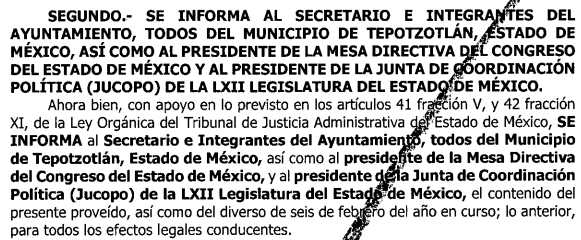 SEGUNDO.- SE INFORMA AL SECRETARIO E INTEGRANTES DEL
AYUNTAMIENTO, TODOS DEL MUNICIPIO DE TEPOTZOTLÁN, ESTADO DE
MÉXICO, ASÍ COMO AL PRESIDENTE DE LA MESA DIRECTIVA DEL CONGRESO
DEL ESTADO DE MÉXICO Y AL PRESIDENTE DE LA JUNTA DE COORDINACIÓN
POLÍTICA (JUCOPO) DE LA LXII LEGISLATURA DEL ESTADO DE MÉXICO.
Ahora bien, con apoyo en lo previsto en los artículos 41 fracción V, y 42 fracción
XI, de la Ley Orgánica del Tribunal de Justicia Administrativa del Estado de México, SE
INFORMA al Secretario e Integrantes del Ayuntamiento, todos del Municipio
de Tepotzotlán, Estado de México, así como al presidente de la Mesa Directiva
del Congreso del Estado de México, y al presidente de la Junta de Coordinación
Política (Jucopo) de la LXII Legislatura del Estado de México, el contenido del
presente proveído, así como del diverso de seis de febrero del año en curso; lo anterior,
para todos los efectos legales conducentes.